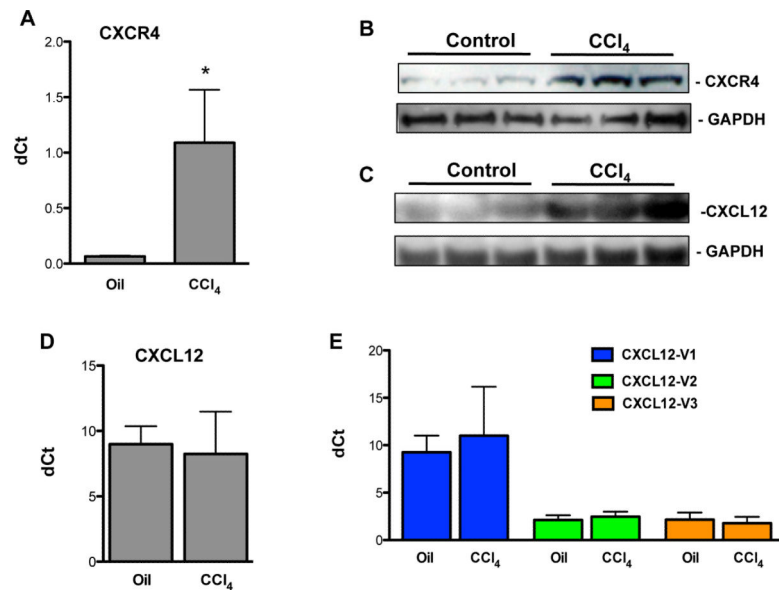 A
CXCR4
2.0
*
1.5
dCt
1.0
0.5
0.0
Oil
CCl₄
B
Control
CCl₄
- CXCR4
- GAPDH
C
Control
CCl₄
-CXCL12
- GAPDH
D
CXCL12
15
10
dCt
5
0
Oil
CCl₄
E
20
CXCL12-V1
CXCL12-V2
CXCL12-V3
15
dCt
10
5
0
Oil
CCl₄
Oil
CCl₄
Oil
CCl₄